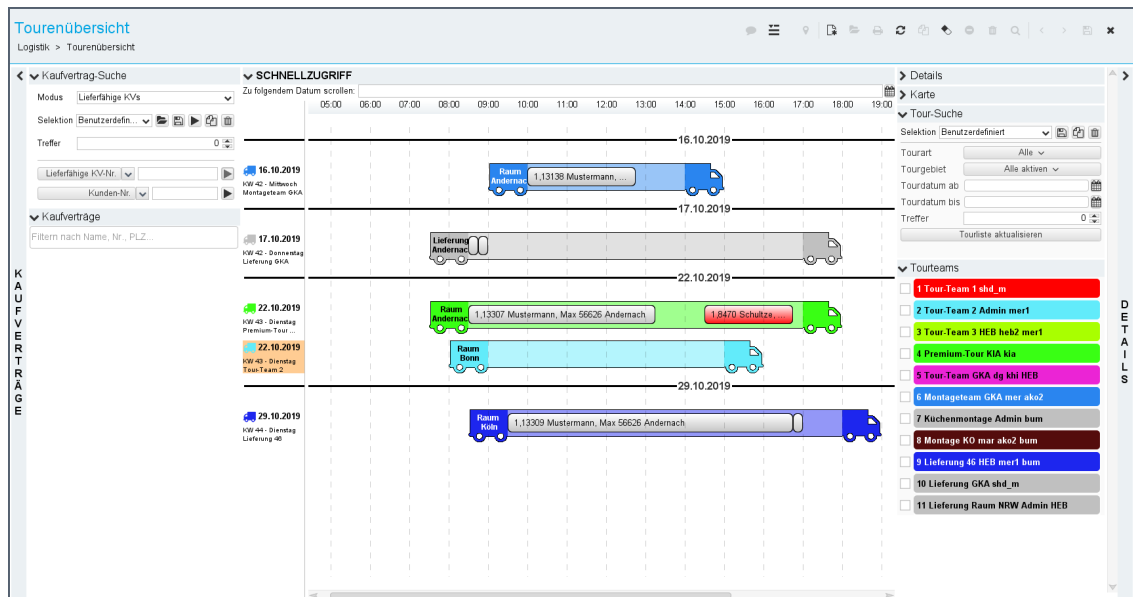 Tourenübersicht
Logistik > Tourenübersicht
Kaufvertrag-Suche
Modus Lieferfähige KVs
Selektion Benutzerdefin...
Treffer 0
Lieferfähige KV-Nr.
Kunden-Nr.
Kaufverträge
Filtern nach Name, Nr., PLZ...
KAUFVERTRÄGE
SCHNELLZUGRIFF
Zu folgendem Datum scrollen:
05:00 06:00 07:00 08:00 09:00 10:00 11:00 12:00 13:00 14:00 15:00 16:00 17:00 18:00 19:00
16.10.2019
16.10.2019
KW 42 - Mittwoch
Montageteam GKA
Raum
Andernac
1,13138 Mustermann, ...
17.10.2019
17.10.2019
KW 42 - Donnerstag
Lieferung GKA
Lieferung
Andernac
22.10.2019
22.10.2019
KW 43 - Dienstag
Premium-Tour ...
Raum
Andernac
1,13307 Mustermann, Max 56626 Andernach
1,8470 Schultze, ...
22.10.2019
KW 43 - Dienstag
Tour-Team 2
Raum
Bonn
29.10.2019
29.10.2019
KW 44 - Dienstag
Lieferung 46
Raum
Köln
1,13309 Mustermann, Max 56626 Andernach
Details
Karte
Tour-Suche
Selektion Benutzerdefiniert
Tourart Alle
Tourgebiet Alle aktiven
Tourdatum ab
Tourdatum bis
Treffer 0
Tourliste aktualisieren
Tourteams
1 Tour-Team 1 shd_m
2 Tour-Team 2 Admin mer1
3 Tour-Team 3 HEB heb2 mer1
4 Premium-Tour KIA kia
5 Tour-Team GKA dg khi HEB
6 Montageteam GKA mer ako2
7 Küchenmontage Admin bum
8 Montage KO mar ako2 bum
9 Lieferung 46 HEB mer1 bum
10 Lieferung GKA shd_m
11 Lieferung Raum NRW Admin HEB
DETAILS